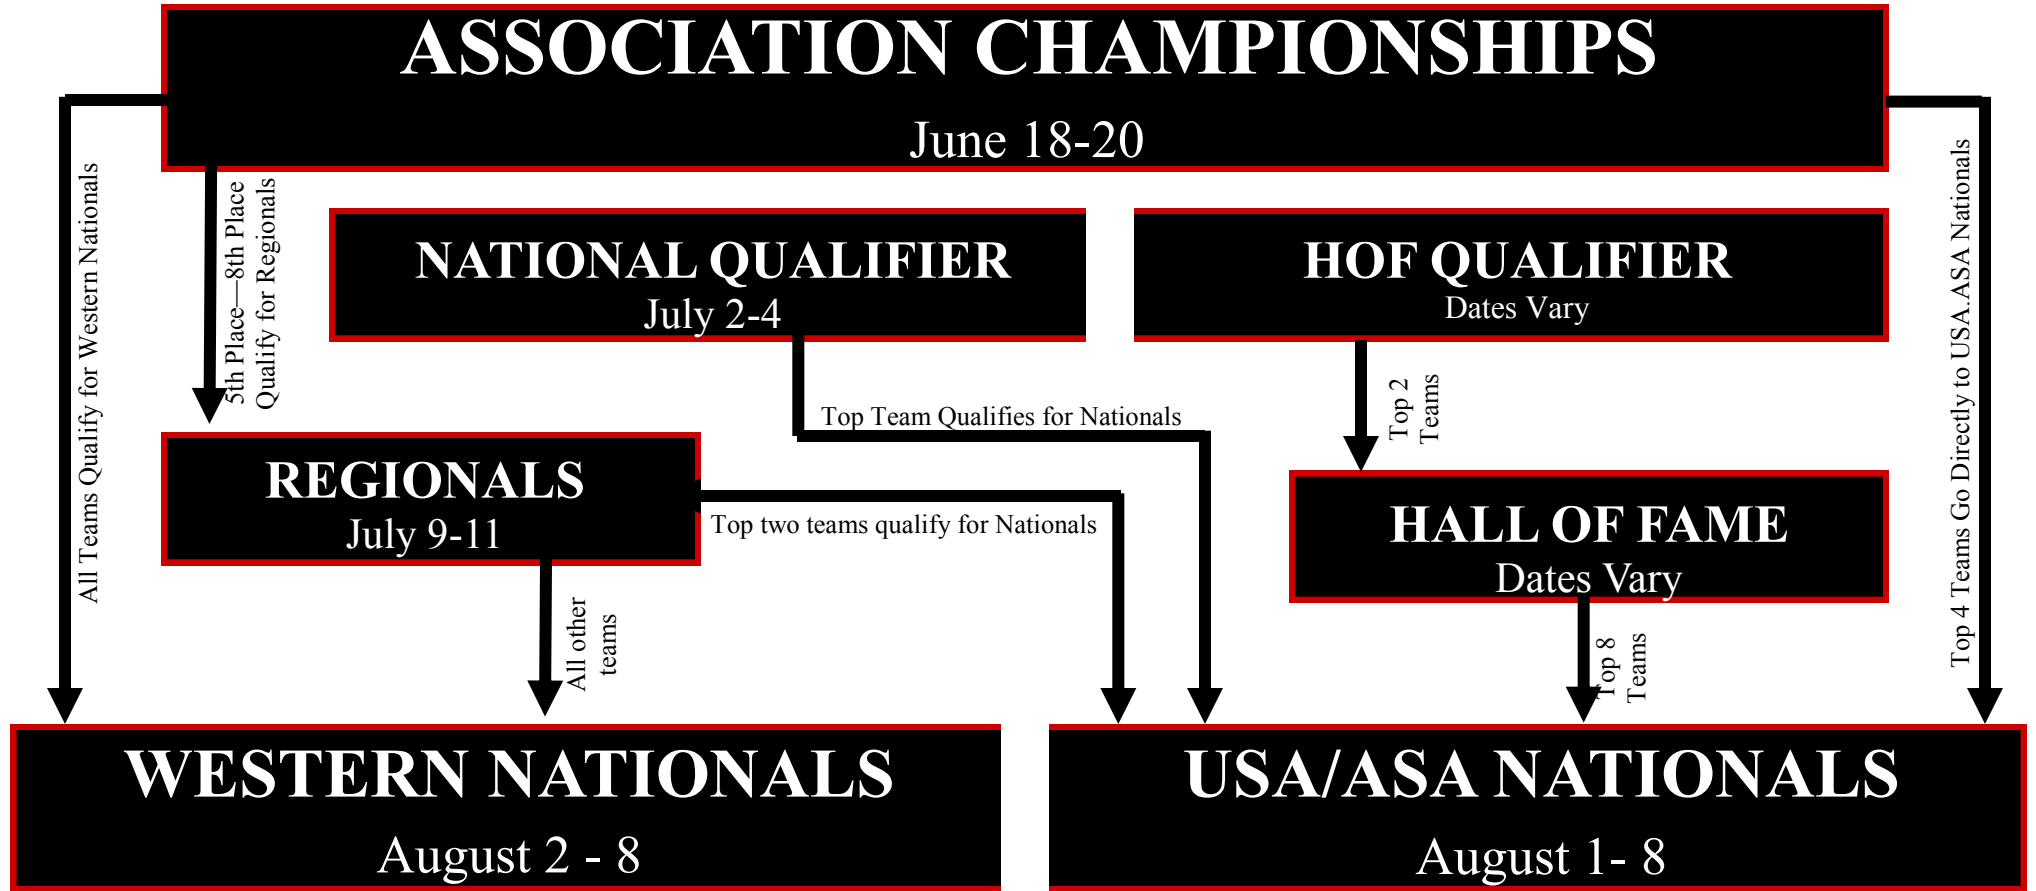 ASSOCIATION CHAMPIONSHIPS
June 18-20
All Teams Qualify for Western Nationals
5th Place—8th Place
Qualify for Regionals
NATIONAL QUALIFIER
July 2-4
HOF QUALIFIER
Dates Vary
Top 4 Teams Go Directly to USA.ASA Nationals
Top Team Qualifies for Nationals
Top 2
Teams
REGIONALS
July 9-11
Top two teams qualify for Nationals
HALL OF FAME
Dates Vary
All other
teams
Top 8
Teams
WESTERN NATIONALS
August 2 - 8
USA/ASA NATIONALS
August 1- 8